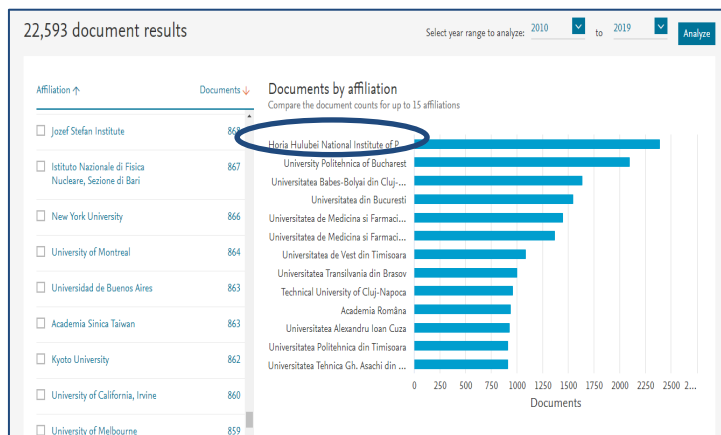 22,593 document results
Select year range to analyze: 2010 to 2019 Analyze
Affiliation ↑ Documents ↓
Jozef Stefan Institute 868
Istituto Nazionale di Fisica
Nucleare, Sezione di Bari 867
New York University 866
University of Montreal 864
Universidad de Buenos Aires 863
Academia Sinica Taiwan 863
Kyoto University 862
University of California, Irvine 860
University of Melbourne 859
Documents by affiliation
Compare the document counts for up to 15 affiliations
Horia Hulubei National Institute of P...
University Politehnica of Bucharest
Universitatea Babes-Bolyai din Cluj-...
Universitatea din Bucuresti
Universitatea de Medicina si Farmaci...
Universitatea de Medicina si Farmaci...
Universitatea de Vest din Timisoara
Universitatea Transilvania din Brasov
Technical University of Cluj-Napoca
Academia Româna
Universitatea Alexandru Ioan Cuza
Universitatea Politehnica din Timisoara
Universitatea Tehnica Gh. Asachi din ...
0 250 500 750 1000 1250 1500 1750 2000 2250 2500 2...
Documents